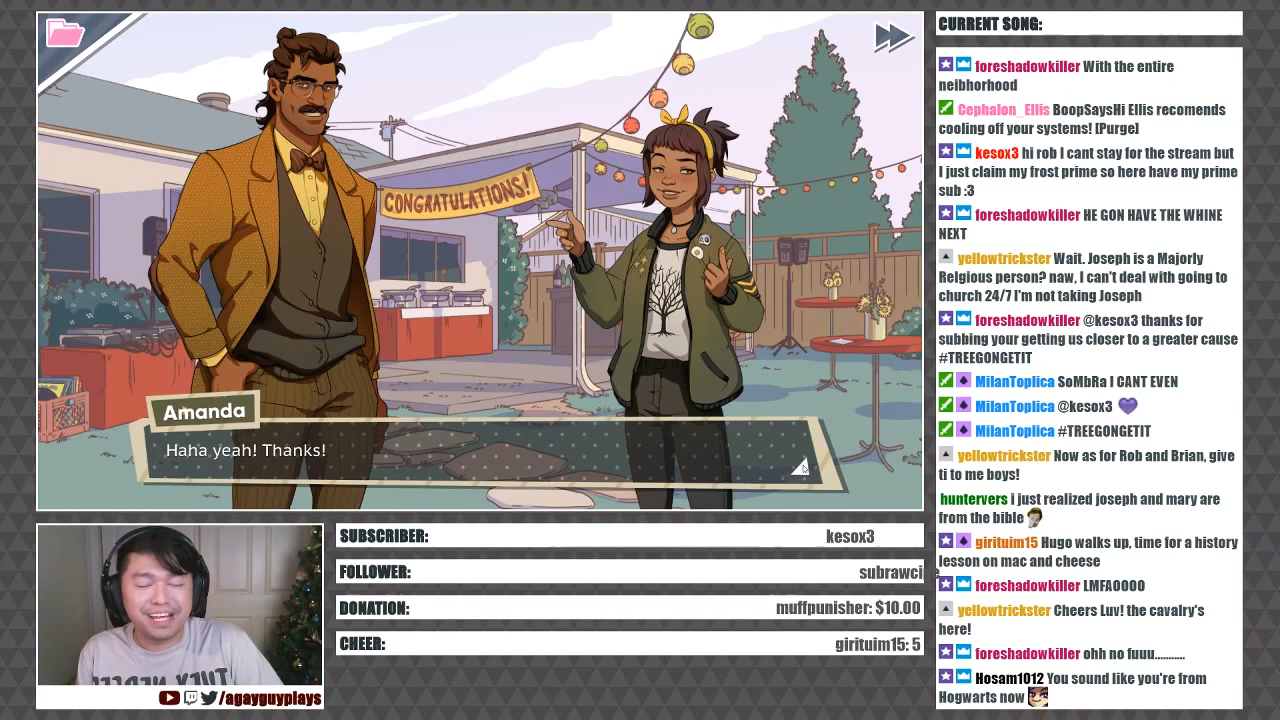 CONGRATULATIONS!
Amanda
Haha yeah! Thanks!
SUBSCRIBER:
kesox3
FOLLOWER:
DONATION:
muffpunisher: $10.00
CHEER:
girituim15: 5
/agayguyplays
CURRENT SONG:
foreshadowkiller With the entire
neibhorhood
Cephalon_Ellis BoopSaysHi Ellis recomends
cooling off your systems! [Purge]
kesox3 hi rob I cant stay for the stream but
I just claim my frost prime so here have my prime
sub :3
foreshadowkiller HE GON HAVE THE WHINE
NEXT
yellowtrickster Wait. Joseph is a Majorly
Relgious person? naw, I can't deal with going to
church 24/7 I'm not taking Joseph
foreshadowkiller @kesox3 thanks for
subbing your getting us closer to a greater cause
#TREEGONGETIT
MilanToplica SoMbRa I CANT EVEN
MilanToplica @kesox3
MilanToplica #TREEGONGETIT
yellowtrickster Now as for Rob and Brian, give
ti to me boys!
huntervers i just realized joseph and mary are
from the bible
girituim15 Hugo walks up, time for a history
lesson on mac and cheese
foreshadowkiller LMFAOOOO
yellowtrickster Cheers Luv! the cavalry's
here!
foreshadowkiller ohh no fuuu...........
Hosam1012 You sound like you're from
Hogwarts now